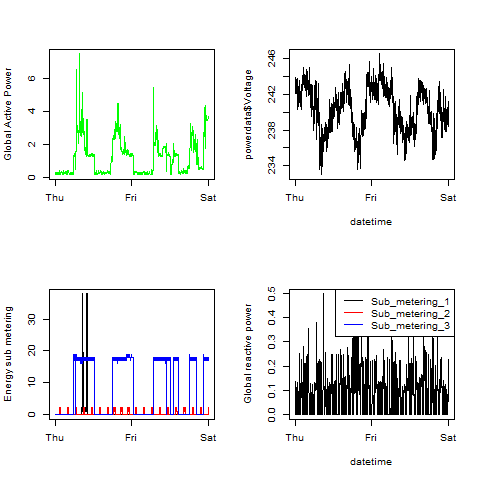 Global Active Power
6
4
2
0
Thu Fri Sat
powerdata$Voltage
246
242
238
234
Thu Fri Sat
datetime
Energy sub metering
30
20
10
0
Thu Fri Sat
Global reactive power
0.5
0.4
0.3
0.2
0.1
0.0
Sub_metering_1
Sub_metering_2
Sub_metering_3
Thu Fri Sat
datetime